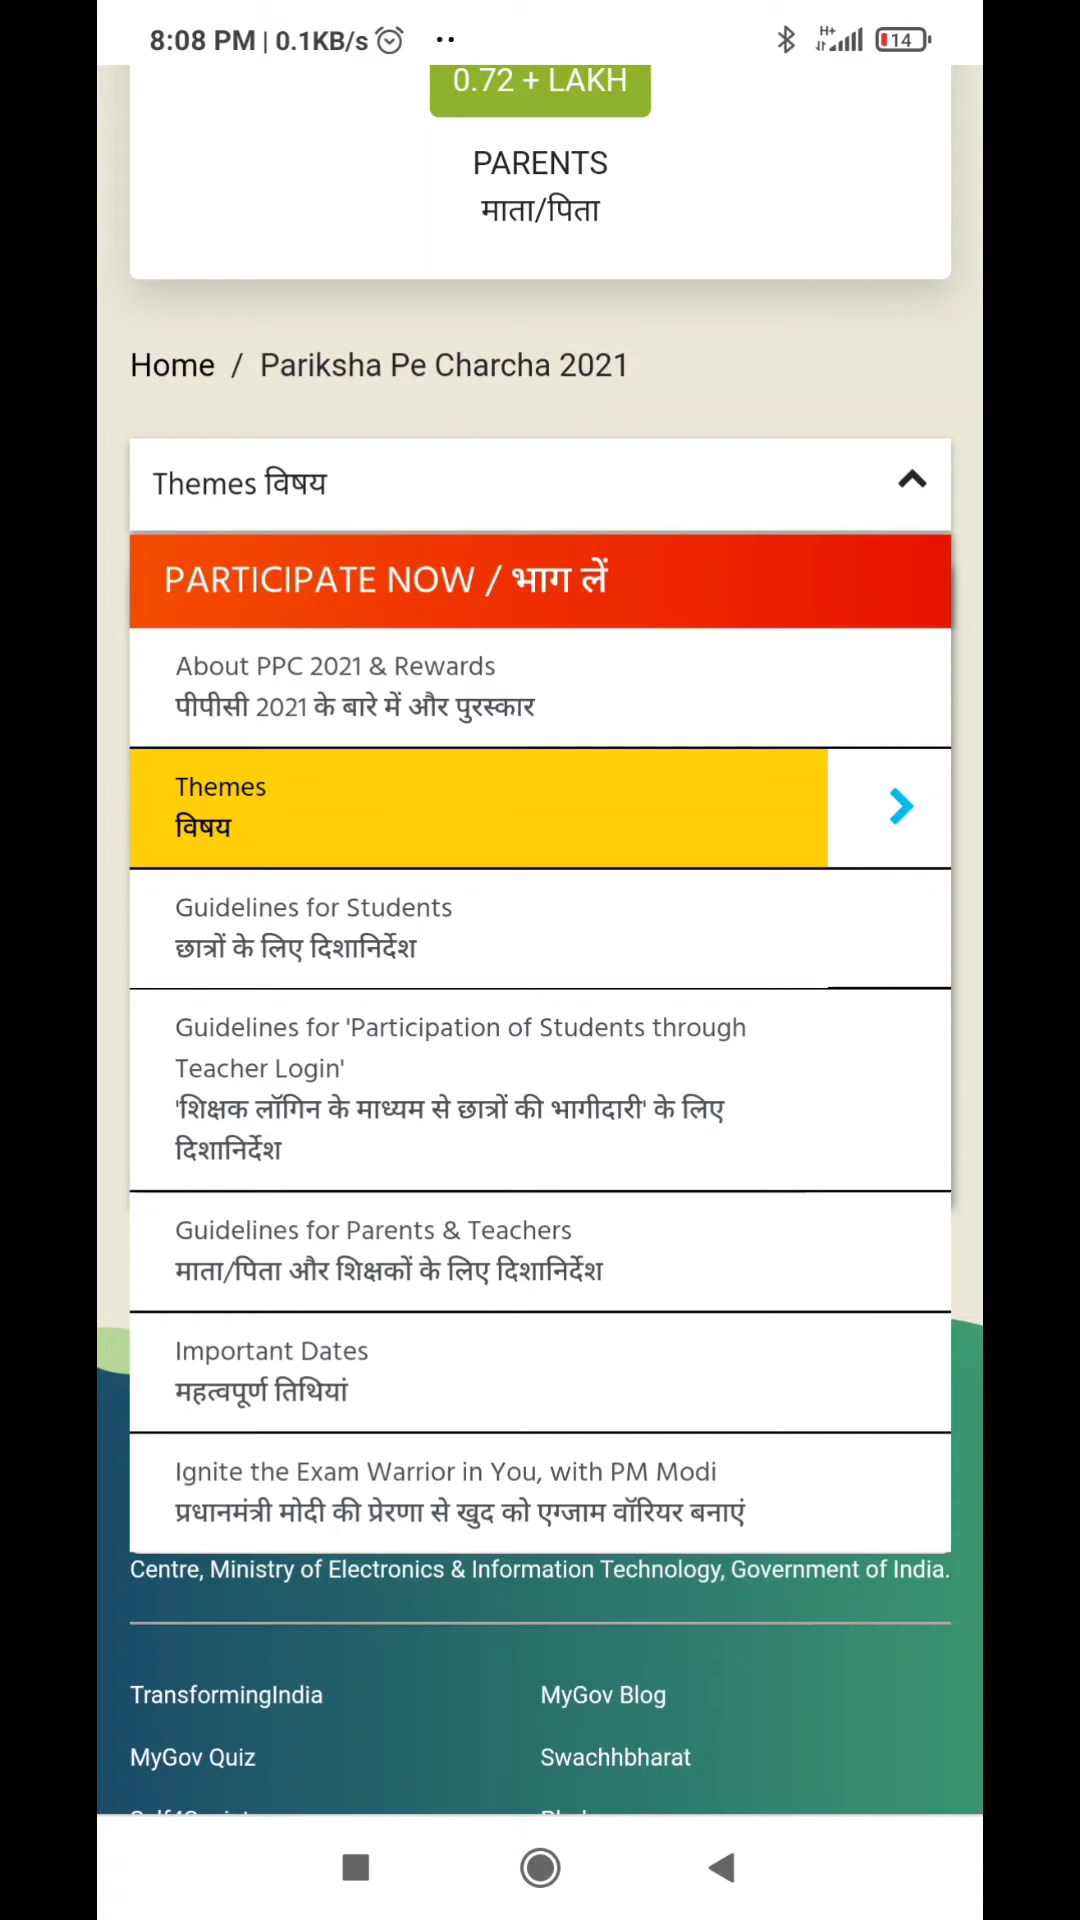 8:08 PM | 0.1KB/s
H+
14
0.72 + LAKH
PARENTS
माता/पिता
Home / Pariksha Pe Charcha 2021
Themes विषय
PARTICIPATE NOW / भाग लें
About PPC 2021 & Rewards
पीपीसी 2021 के बारे में और पुरस्कार
Themes
विषय
Guidelines for Students
छात्रों के लिए दिशानिर्देश
Guidelines for 'Participation of Students through
Teacher Login'
'शिक्षक लॉगिन के माध्यम से छात्रों की भागीदारी' के लिए
दिशानिर्देश
Guidelines for Parents & Teachers
माता/पिता और शिक्षकों के लिए दिशानिर्देश
Important Dates
महत्वपूर्ण तिथियां
Ignite the Exam Warrior in You, with PM Modi
प्रधानमंत्री मोदी की प्रेरणा से खुद को एग्जाम वॉरियर बनाएं
Centre, Ministry of Electronics & Information Technology, Government of India.
TransformingIndia
MyGov Blog
MyGov Quiz
Swachhbharat